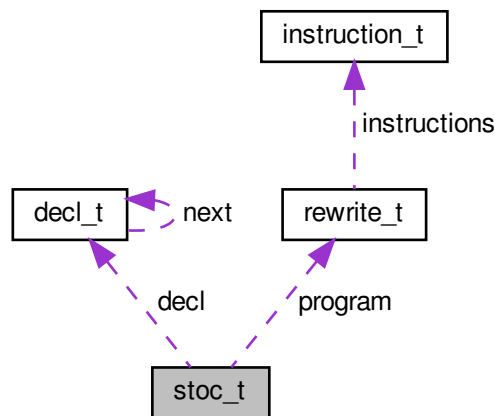 instruction_t
instructions
decl_t
next
rewrite_t
decl
program
stoc_t